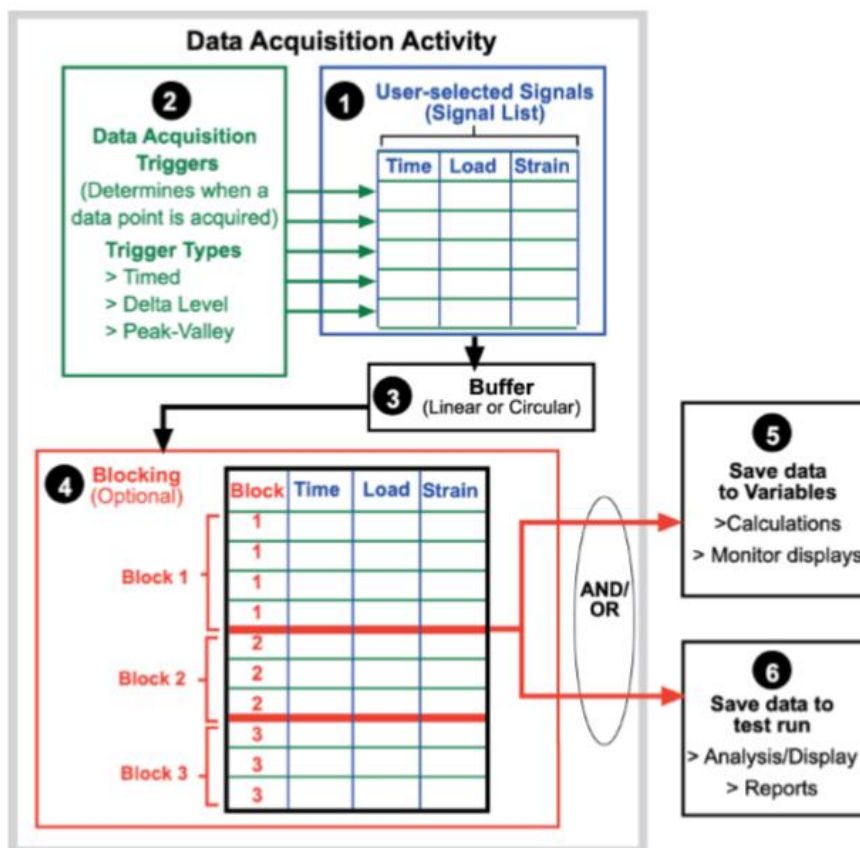 Data Acquisition Activity
2
Data Acquisition
Triggers
(Determines when a
data point is acquired)
Trigger Types
> Timed
> Delta Level
> Peak-Valley
1
User-selected Signals
(Signal List)
Time Load Strain
3
Buffer
(Linear or Circular)
4
Blocking
(Optional)
Block Time Load Strain
1
1
1
1
Block 1
2
2
2
Block 2
3
3
3
Block 3
AND/
OR
5
Save data
to Variables
>Calculations
> Monitor displays
6
Save data to
test run
> Analysis/Display
> Reports